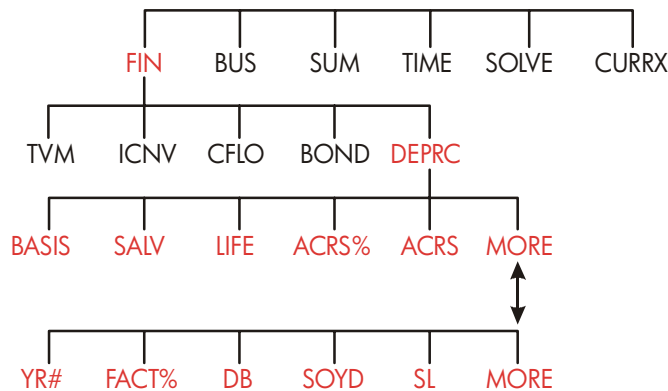 FIN BUS SUM TIME SOLVE CURRX
TVM ICNV CFLO BOND DEPRC
BASIS SALV LIFE ACRS% ACRS MORE
YR# FACT% DB SOYD SL MORE